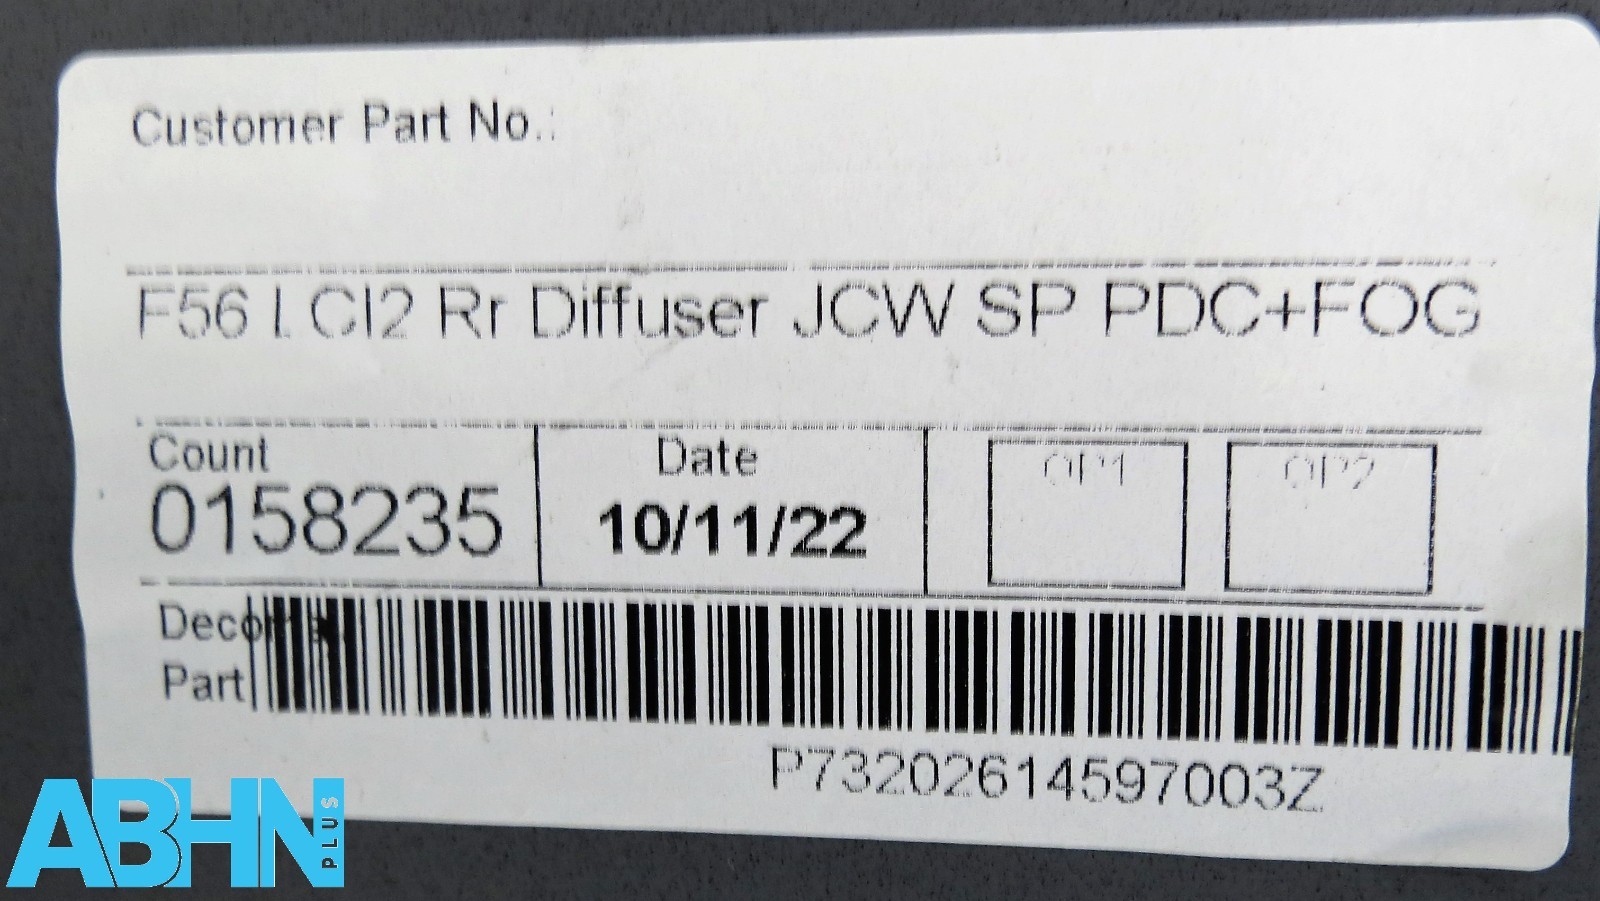 Customer Part No.:
F56 LCI2 Rr Diffuser JCW SP PDC+FOG
Count
0158235
Date
10/11/22
OP1
OP2
Decoma
Part
P73202614597003Z
ABHN
PLUS